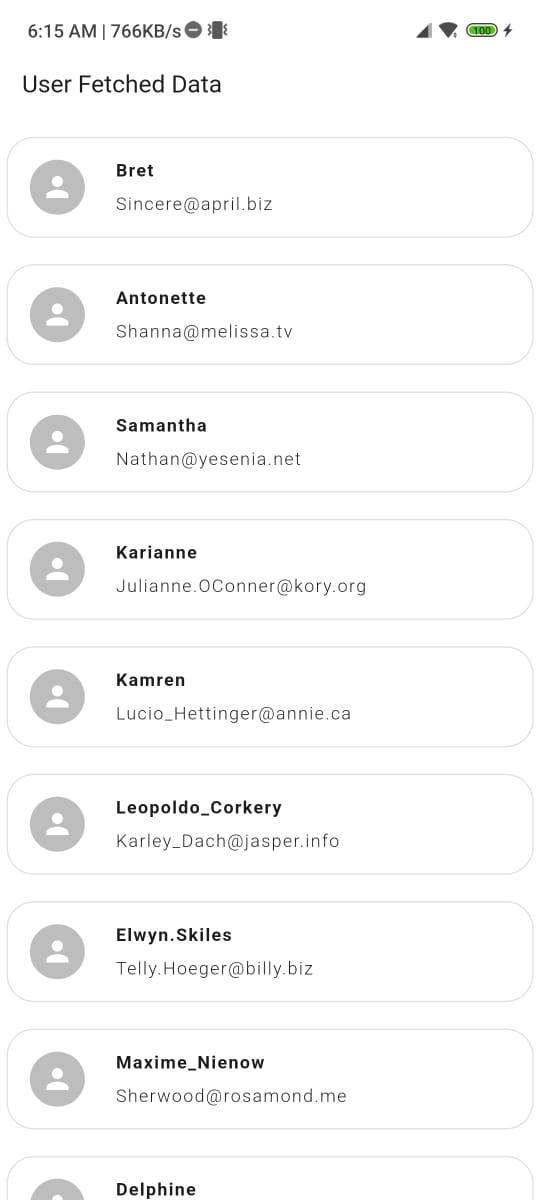 6:15 AM | 766KB/s
100
User Fetched Data
Bret
Sincere@april.biz
Antonette
Shanna@melissa.tv
Samantha
Nathan@yesenia.net
Karianne
Julianne.OConner@kory.org
Kamren
Lucio_Hettinger@annie.ca
Leopoldo_Corkery
Karley_Dach@jasper.info
Elwyn.Skiles
Telly.Hoeger@billy.biz
Maxime_Nienow
Sherwood@rosamond.me
Delphine